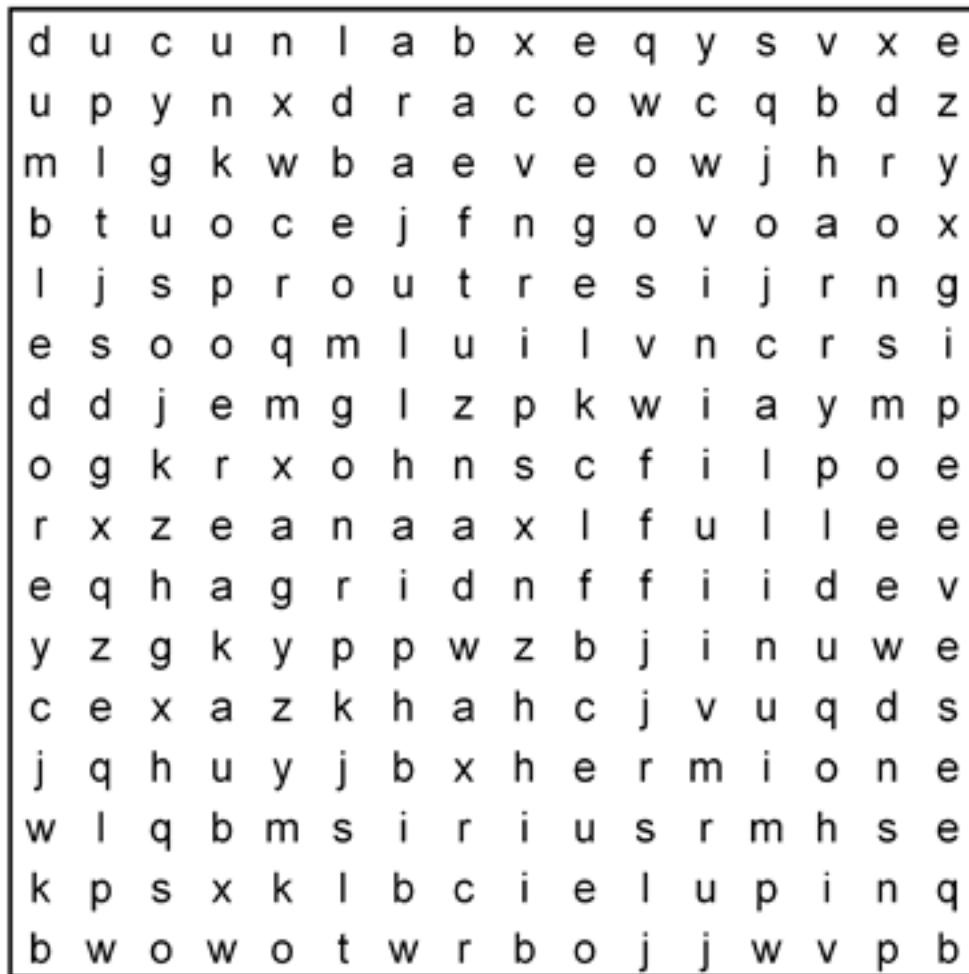 d u c u n l a b x e q y s v x e
u p y n x d r a c o w c q b d z
m l g k w b a e v e o w j h r y
b t u o c e j f n g o v o a o x
l j s p r o u t r e s i j r n g
e s o o q m l u i l v n c r s i
d d j e m g l z p k w i a y m p
o g k r x o h n s c f i l p o e
r x z e a n a a x l f u l l e e
e q h a g r i d n f f i i d e v
y z g k y p p w z b j i n u w e
c e x a z k h a h c j v u q d s
j q h u y j b x h e r m i o n e
w l q b m s i r i u s r m h s e
k p s x k l b c i e l u p i n q
b w o w o t w r b o j j w v p b